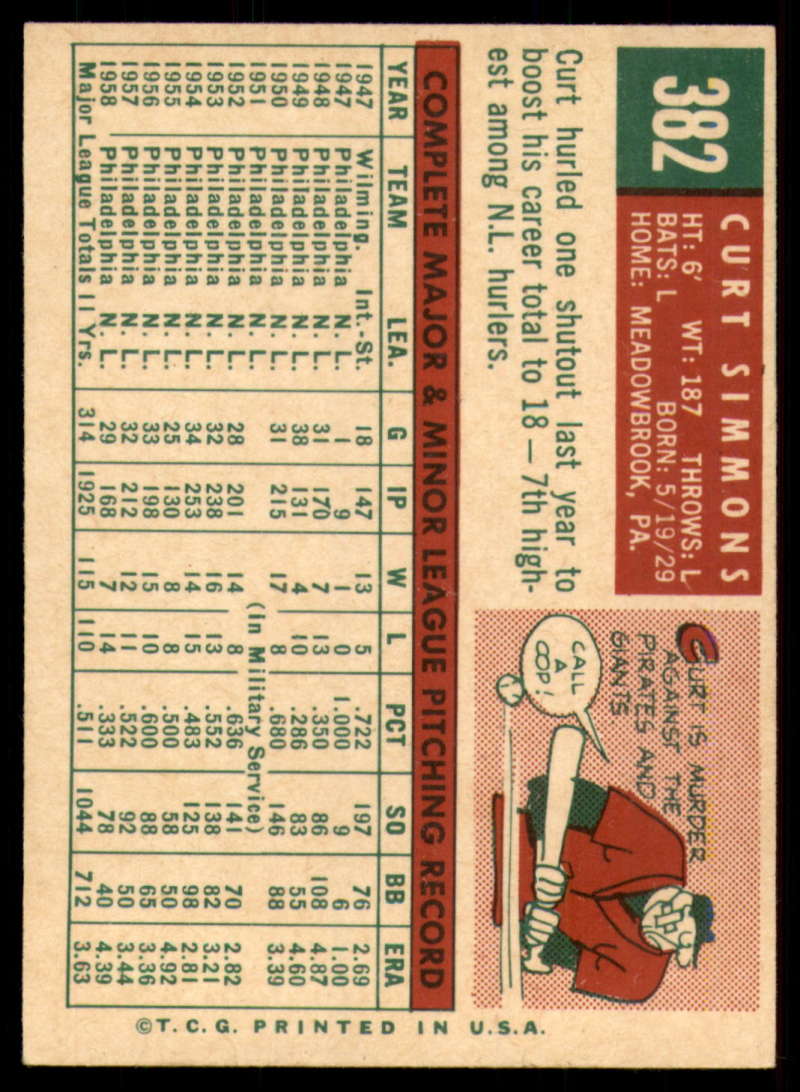 382
CURT SIMMONS
HT: 6' WT: 187 THROWS: L
BATS: L BORN: 5/19/29
HOME: MEADOWBROOK, PA.
Curt hurled one shutout last year to
boost his career total to 18 — 7th high-
est among N.L. hurlers.
CURT IS MURDER
AGAINST THE
PIRATES AND
GIANTS.
CALL
A
COP!
COMPLETE MAJOR & MINOR LEAGUE PITCHING RECORD
YEAR TEAM LEA. G IP W L PCT SO BB ERA
1947 Wilming. Int.-St. 18 147 13 5 .722 197 76 2.69
1947 Philadelphia N. L. 1 9 1 0 1.000 9 6 1.00
1948 Philadelphia N. L. 31 170 7 13 .350 86 108 4.87
1949 Philadelphia N. L. 38 131 4 10 .286 83 55 4.60
1950 Philadelphia N. L. 31 215 17 8 .680 146 88 3.39
1951 Philadelphia N. L. (In Military Service)
1952 Philadelphia N. L. 28 201 14 8 .636 141 70 2.82
1953 Philadelphia N. L. 32 238 16 13 .552 138 82 3.21
1954 Philadelphia N. L. 34 253 14 15 .483 125 98 2.81
1955 Philadelphia N. L. 25 130 8 8 .500 58 50 4.92
1956 Philadelphia N. L. 33 198 15 10 .600 88 65 3.36
1957 Philadelphia N. L. 32 212 12 11 .522 92 50 3.44
1958 Philadelphia N. L. 29 168 7 14 .333 78 40 4.39
Major League Totals 11 Yrs. 314 1925 115 110 .511 1044 712 3.63
©T.C.G. PRINTED IN U.S.A.